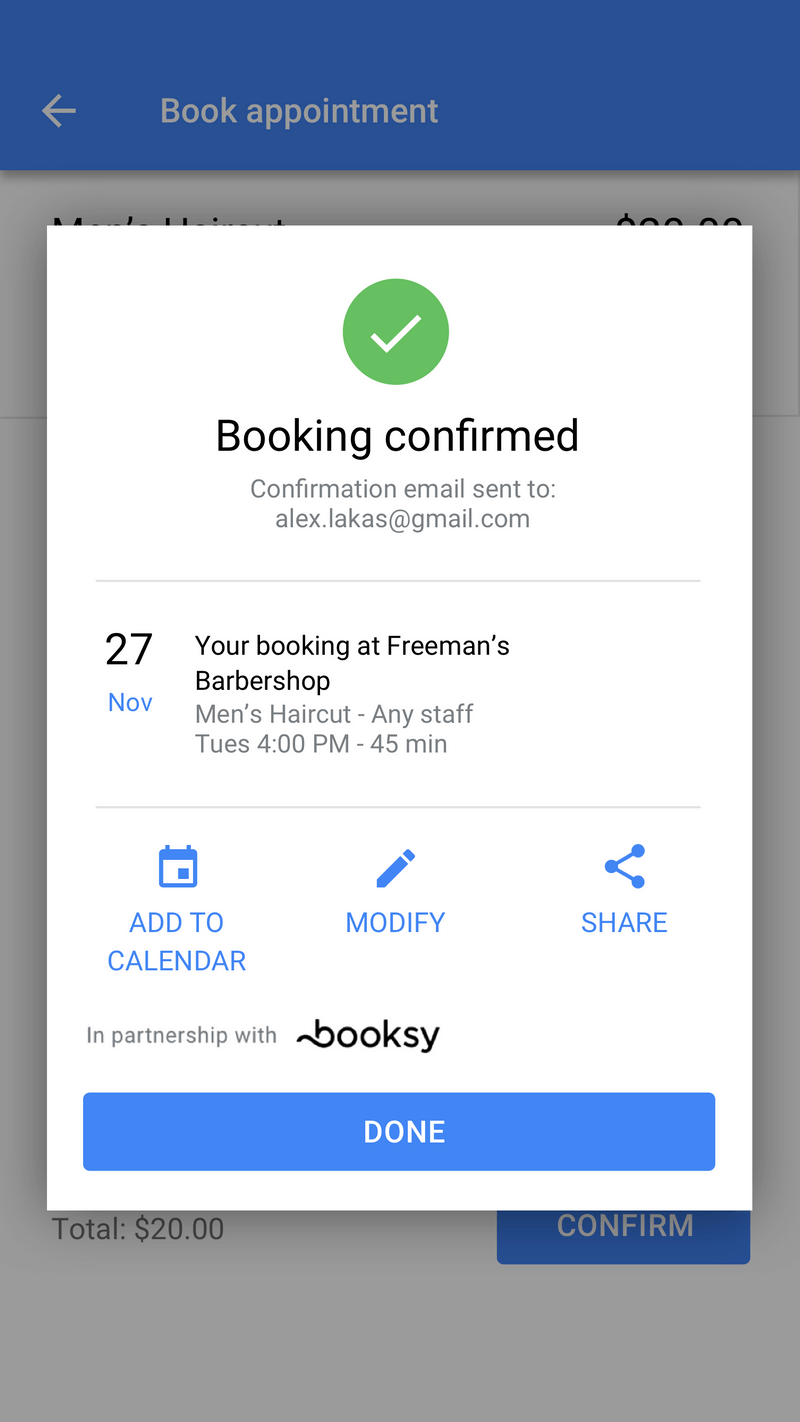 Book appointment
Men’s Haircut $20.00
Booking confirmed
Confirmation email sent to:
alex.lakas@gmail.com
27
Nov
Your booking at Freeman’s
Barbershop
Men’s Haircut - Any staff
Tues 4:00 PM - 45 min
ADD TO
CALENDAR
MODIFY
SHARE
In partnership with booksy
DONE
Total: $20.00
CONFIRM